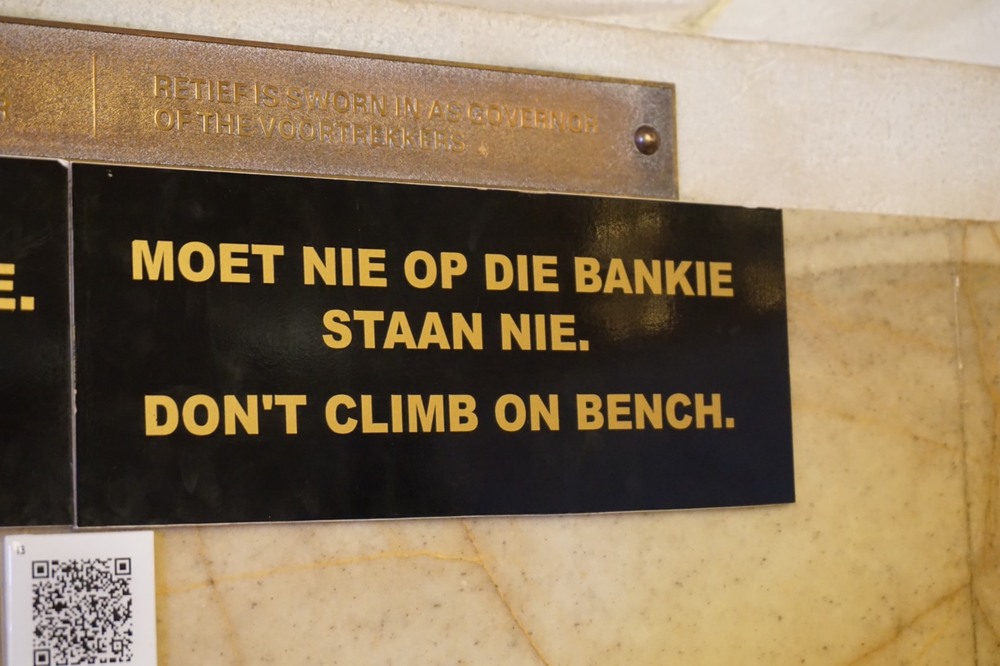 RETIEF IS SWORN IN AS GOVERNOR
OF THE VOORTREKKERS
MOET NIE OP DIE BANKIE
STAAN NIE.
DON'T CLIMB ON BENCH.
E.
13